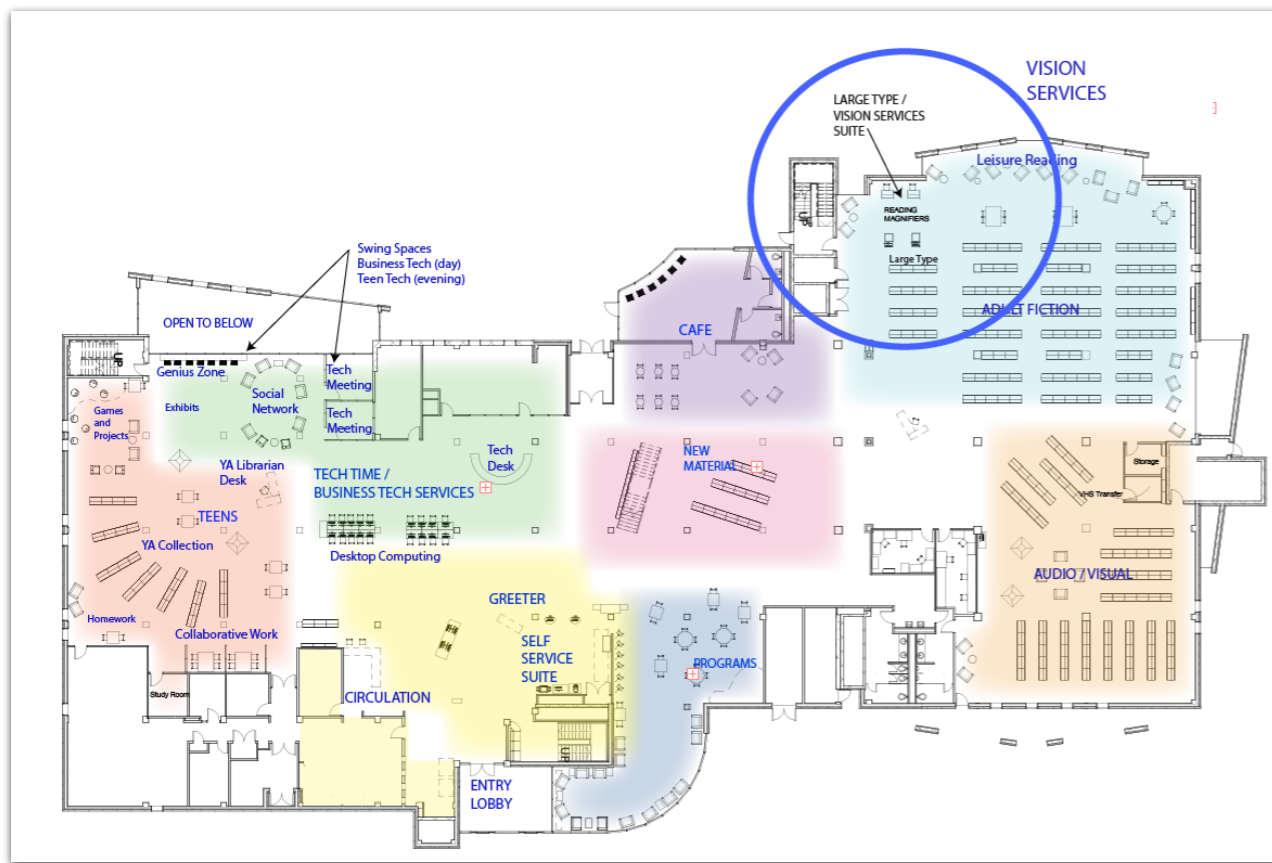 VISION
SERVICES
LARGE TYPE /
VISION SERVICES
SUITE
Leisure Reading
READING
MAGNIFIERS
Large Type
ADULT FICTION
UP
Swing Spaces
Business Tech (day)
Teen Tech (evening)
OPEN TO BELOW
CAFE
UP
Genius Zone
Tech
Meeting
Social
Network
Exhibits
Games
and
Projects
Tech
Meeting
Tech
Desk
NEW
MATERIAL
Storage
VHS Transfer
YA Librarian
Desk
TECH TIME /
BUSINESS TECH SERVICES
TEENS
YA Collection
Desktop Computing
AUDIO / VISUAL
GREETER
Homework
Collaborative Work
SELF
SERVICE
SUITE
PROGRAMS
Study Room
CIRCULATION
UP
ENTRY
LOBBY